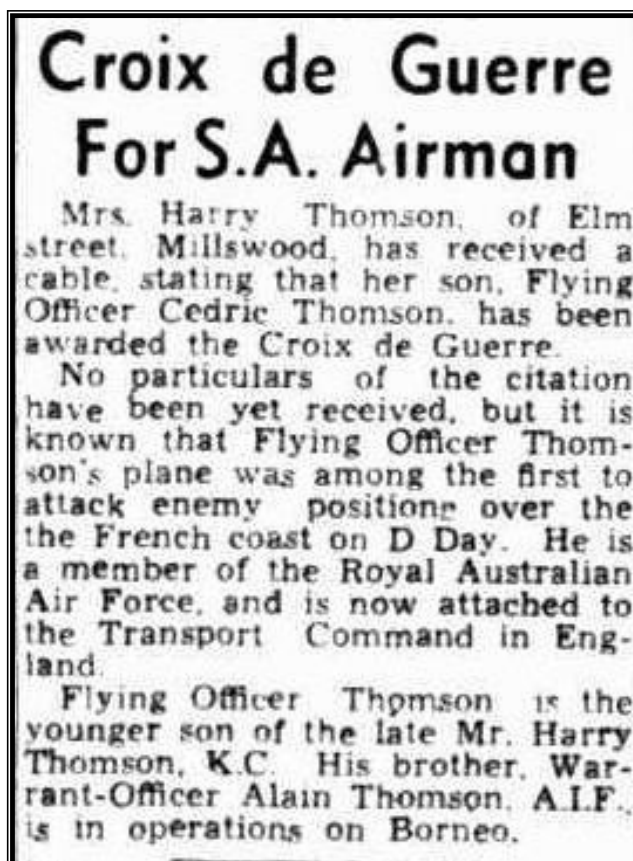 Croix de Guerre
For S.A. Airman
Mrs. Harry Thomson, of Elm
street, Millswood, has received a
cable, stating that her son, Flying
Officer Cedric Thomson, has been
awarded the Croix de Guerre.
No particulars of the citation
have been yet received, but it is
known that Flying Officer Thom-
son's plane was among the first to
attack enemy positions over the
the French coast on D Day. He is
a member of the Royal Australian
Air Force, and is now attached to
the Transport Command in Eng-
land.
Flying Officer Thomson is the
younger son of the late Mr. Harry
Thomson, K.C. His brother, War-
rant-Officer Alain Thomson, A.I.F.,
is in operations on Borneo.